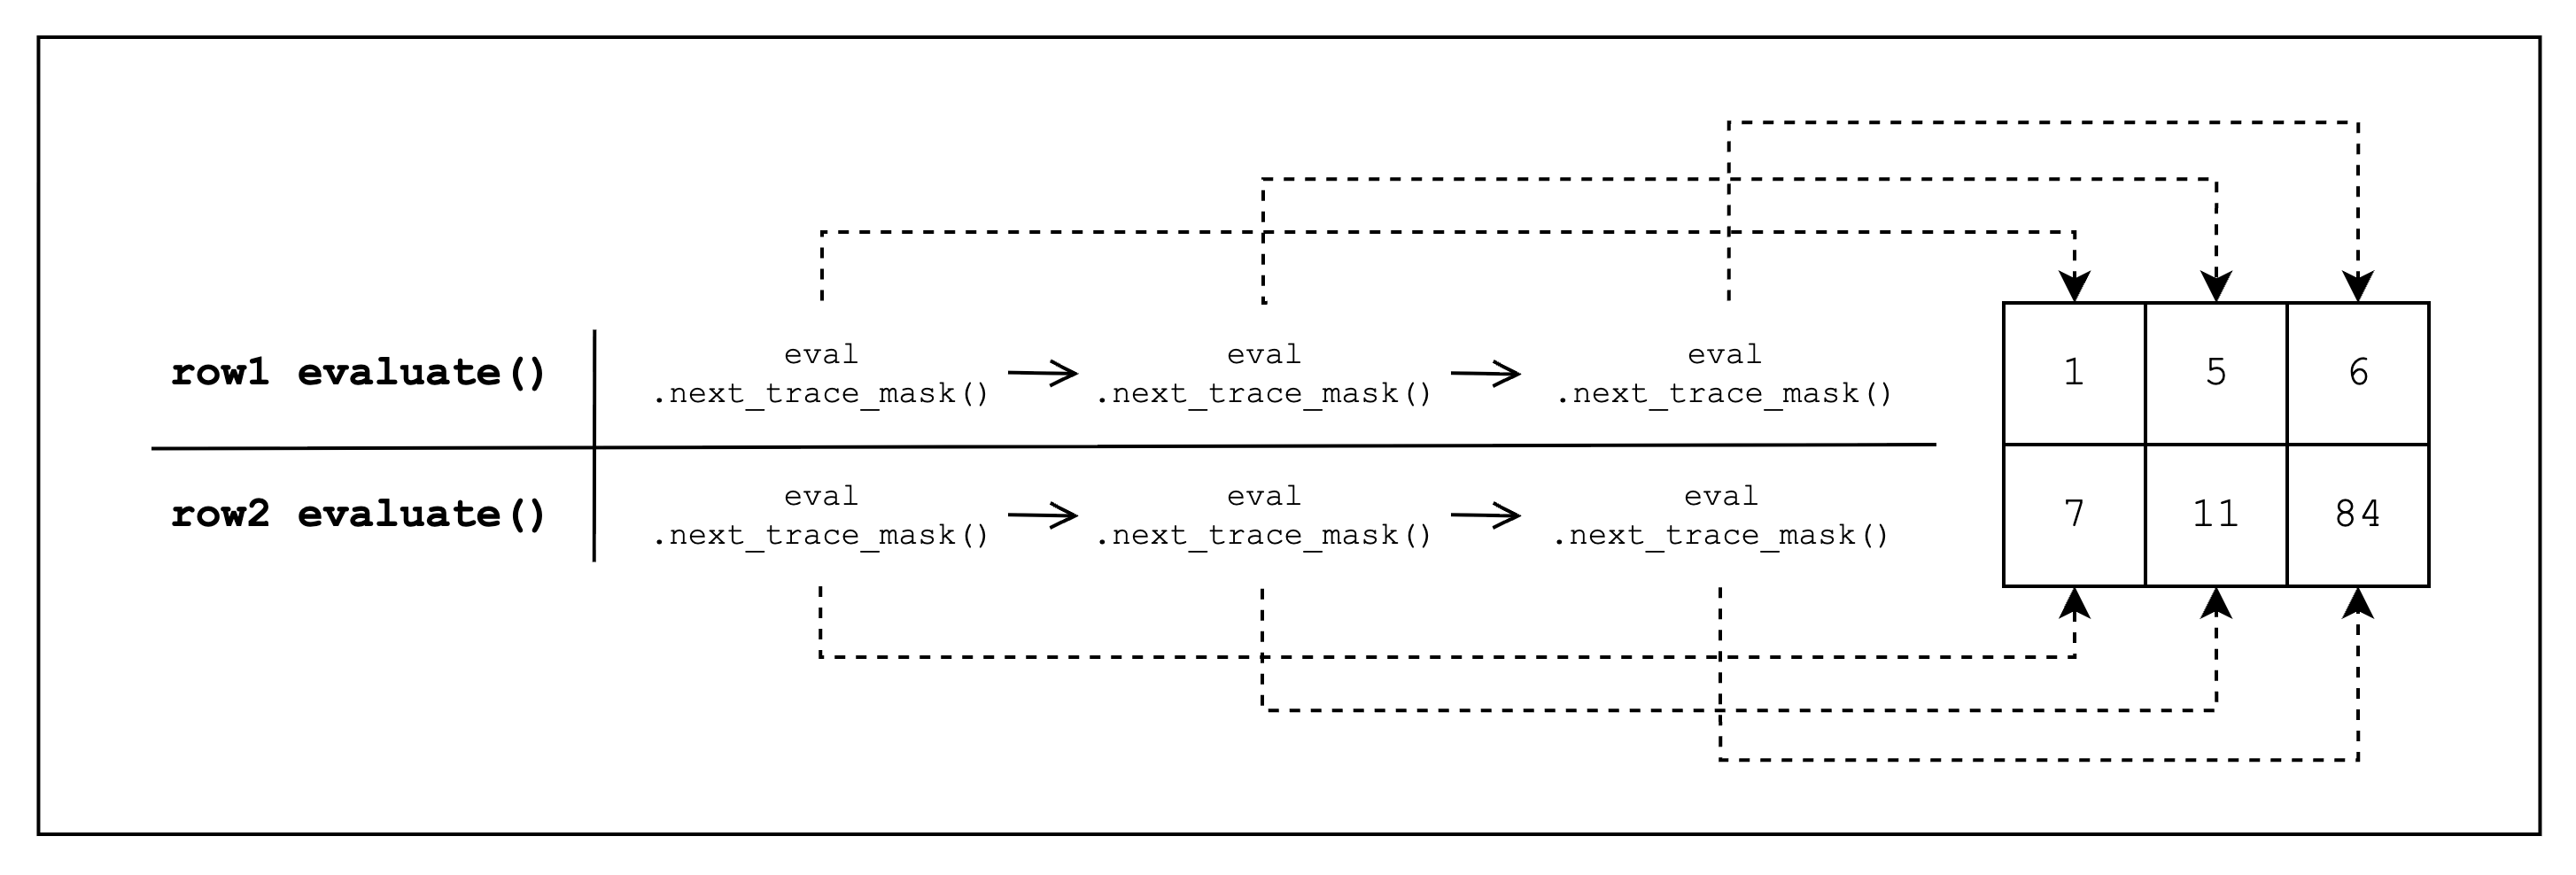 row1 evaluate()
eval
.next_trace_mask()
eval
.next_trace_mask()
eval
.next_trace_mask()
1
5
6
row2 evaluate()
eval
.next_trace_mask()
eval
.next_trace_mask()
eval
.next_trace_mask()
7
11
84